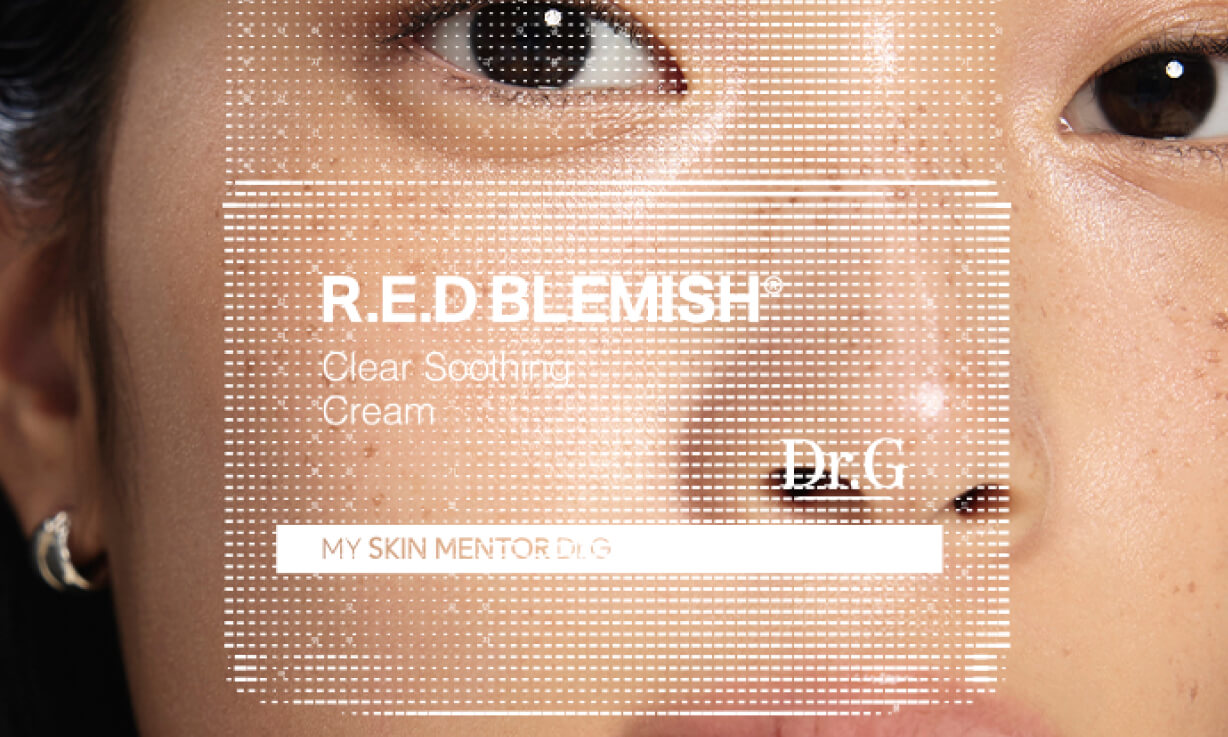 R.E.D BLEMISH®
Clear Soothing
Cream
Dr.G
MY SKIN MENTOR Dr.G